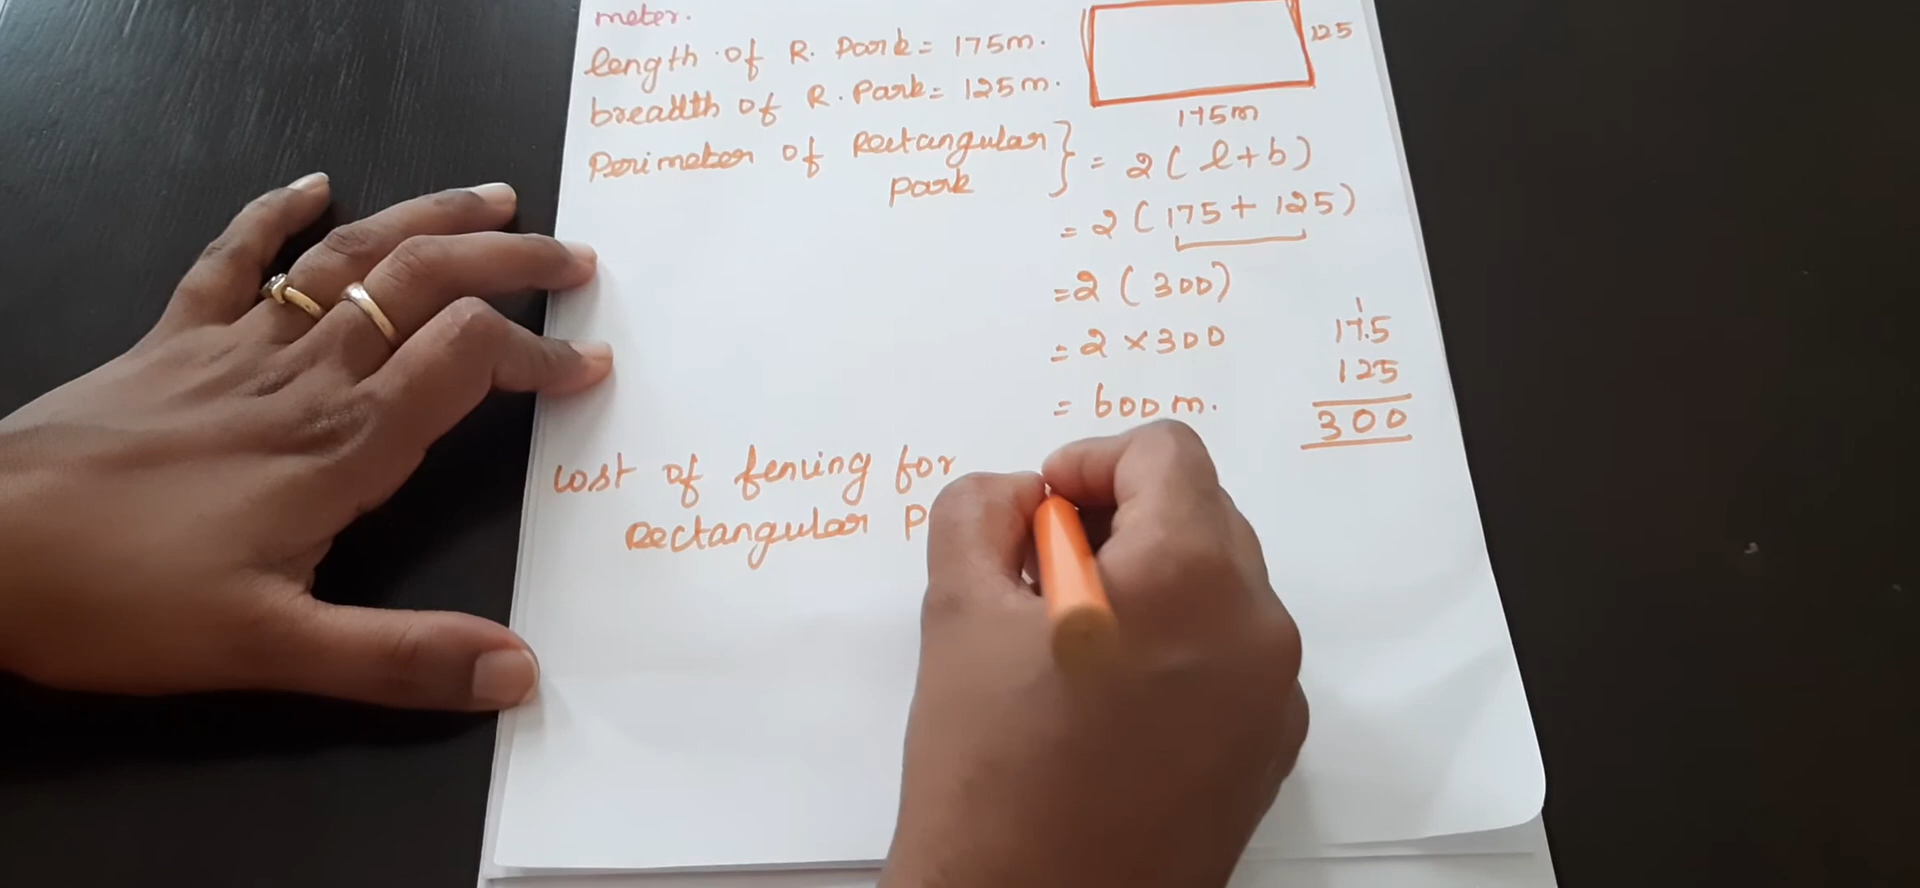 meter.
length of R. Park = 175m.
125
breadth of R. Park = 125m.
175m
Perimeter of Rectangular park } = 2 ( l + b )
= 2 ( 175 + 125 )
= 2 ( 300 )
= 2 × 300
= 600 m.
1
175
125
300
cost of fencing for
Rectangular P